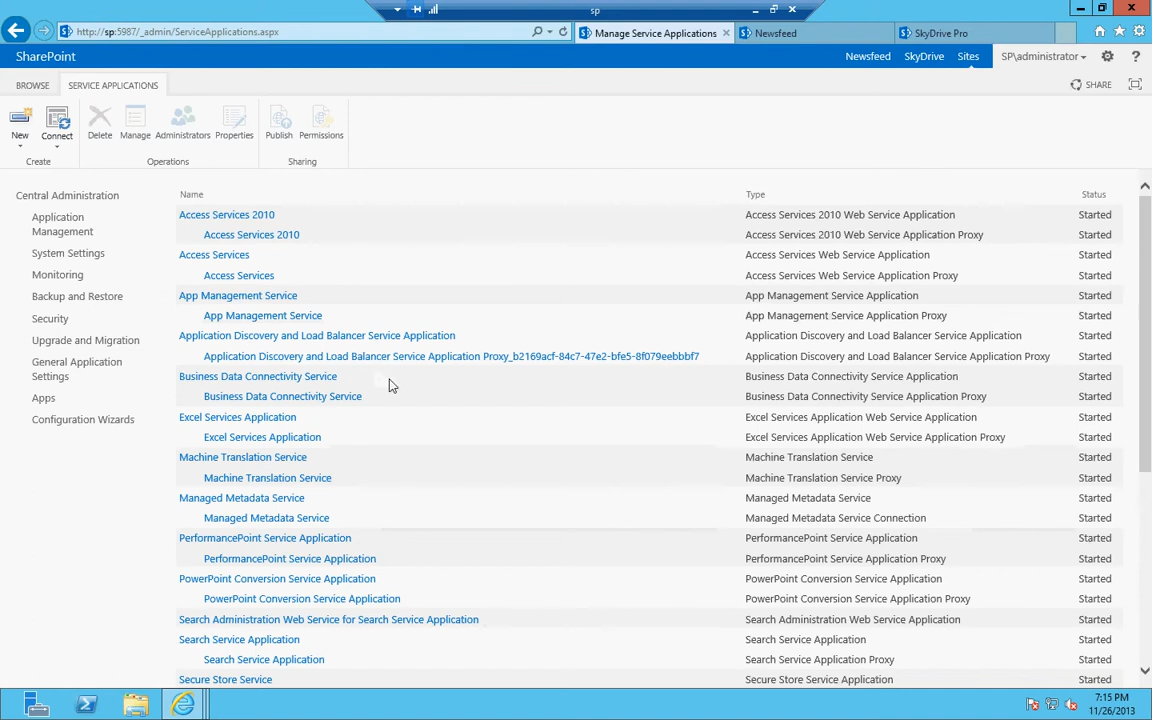 sp
http://sp:5987/_admin/ServiceApplications.aspx
Manage Service Applications
Newsfeed
SkyDrive Pro
SharePoint
Newsfeed
SkyDrive
Sites
SP\administrator
?
BROWSE
SERVICE APPLICATIONS
SHARE
New
Connect
Delete
Manage
Administrators
Properties
Publish
Permissions
Create
Operations
Sharing
Central Administration
Application
Management
System Settings
Monitoring
Backup and Restore
Security
Upgrade and Migration
General Application
Settings
Apps
Configuration Wizards
Name Type Status
Access Services 2010 Access Services 2010 Web Service Application Started
Access Services 2010 Access Services 2010 Web Service Application Proxy Started
Access Services Access Services Web Service Application Started
Access Services Access Services Web Service Application Proxy Started
App Management Service App Management Service Application Started
App Management Service App Management Service Application Proxy Started
Application Discovery and Load Balancer Service Application Application Discovery and Load Balancer Service Application Started
Application Discovery and Load Balancer Service Application Proxy_b2169acf-84c7-47e2-bfe5-8f079eebbbf7 Application Discovery and Load Balancer Service Application Proxy Started
Business Data Connectivity Service Business Data Connectivity Service Application Started
Business Data Connectivity Service Business Data Connectivity Service Application Proxy Started
Excel Services Application Excel Services Application Web Service Application Started
Excel Services Application Excel Services Application Web Service Application Proxy Started
Machine Translation Service Machine Translation Service Started
Machine Translation Service Machine Translation Service Proxy Started
Managed Metadata Service Managed Metadata Service Started
Managed Metadata Service Managed Metadata Service Connection Started
PerformancePoint Service Application PerformancePoint Service Application Started
PerformancePoint Service Application PerformancePoint Service Application Proxy Started
PowerPoint Conversion Service Application PowerPoint Conversion Service Application Started
PowerPoint Conversion Service Application PowerPoint Conversion Service Application Proxy Started
Search Administration Web Service for Search Service Application Search Administration Web Service Application Started
Search Service Application Search Service Application Started
Search Service Application Search Service Application Proxy Started
Secure Store Service Secure Store Service Application Started
7:15 PM
11/26/2013